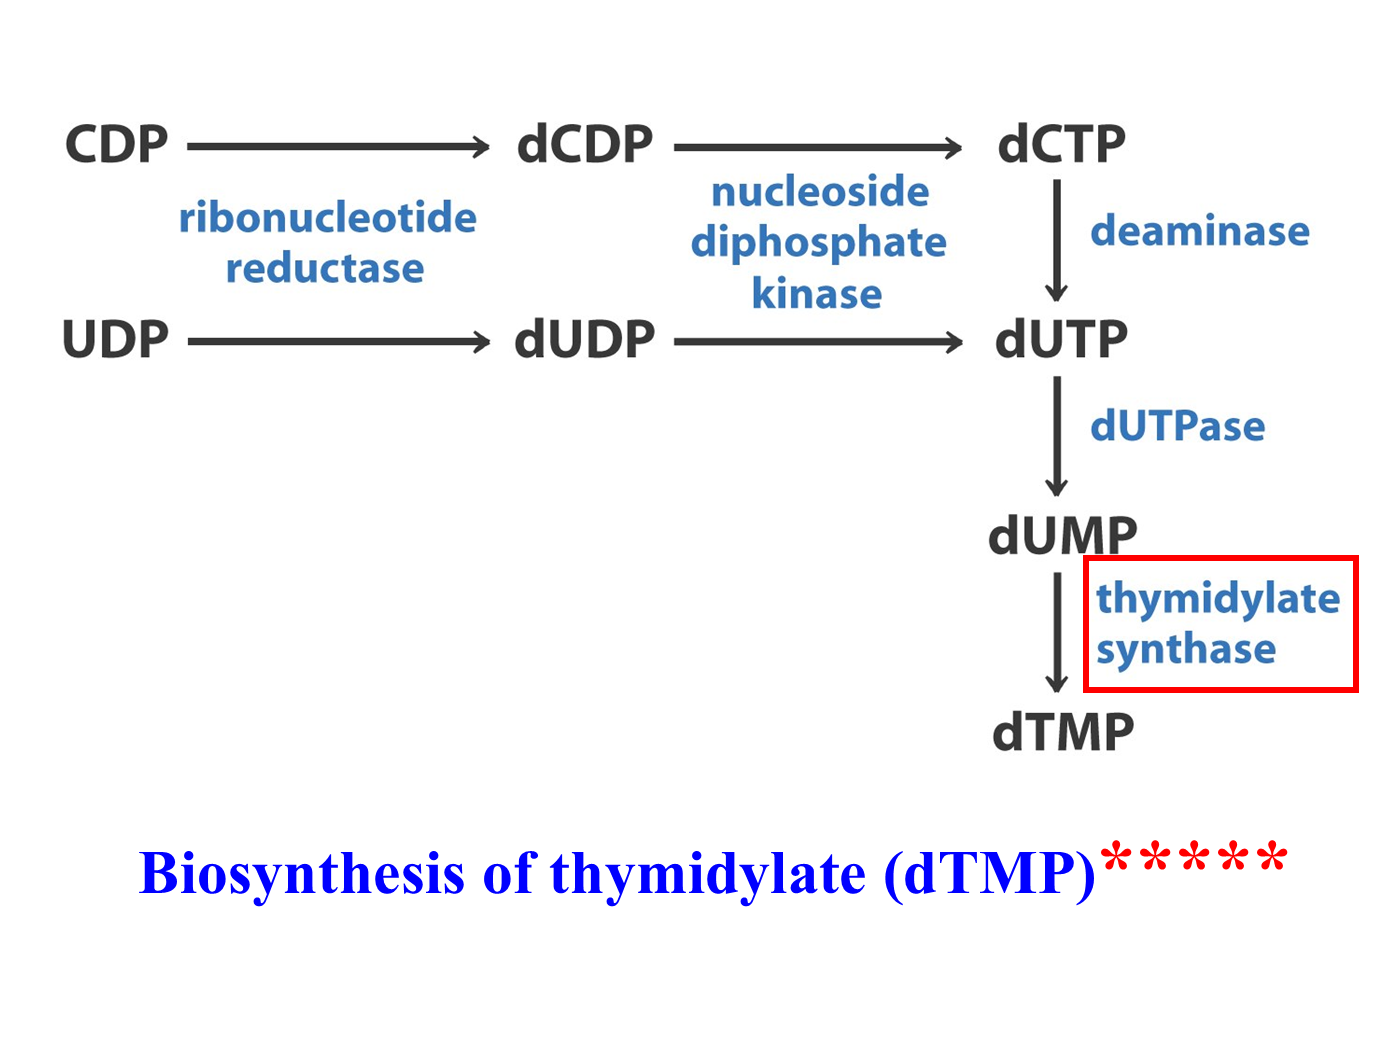 CDP dCDP dCTP
ribonucleotide
reductase
nucleoside
diphosphate
kinase
deaminase
UDP dUDP dUTP
dUTPase
dUMP
thymidylate
synthase
dTMP
Biosynthesis of thymidylate (dTMP)*****